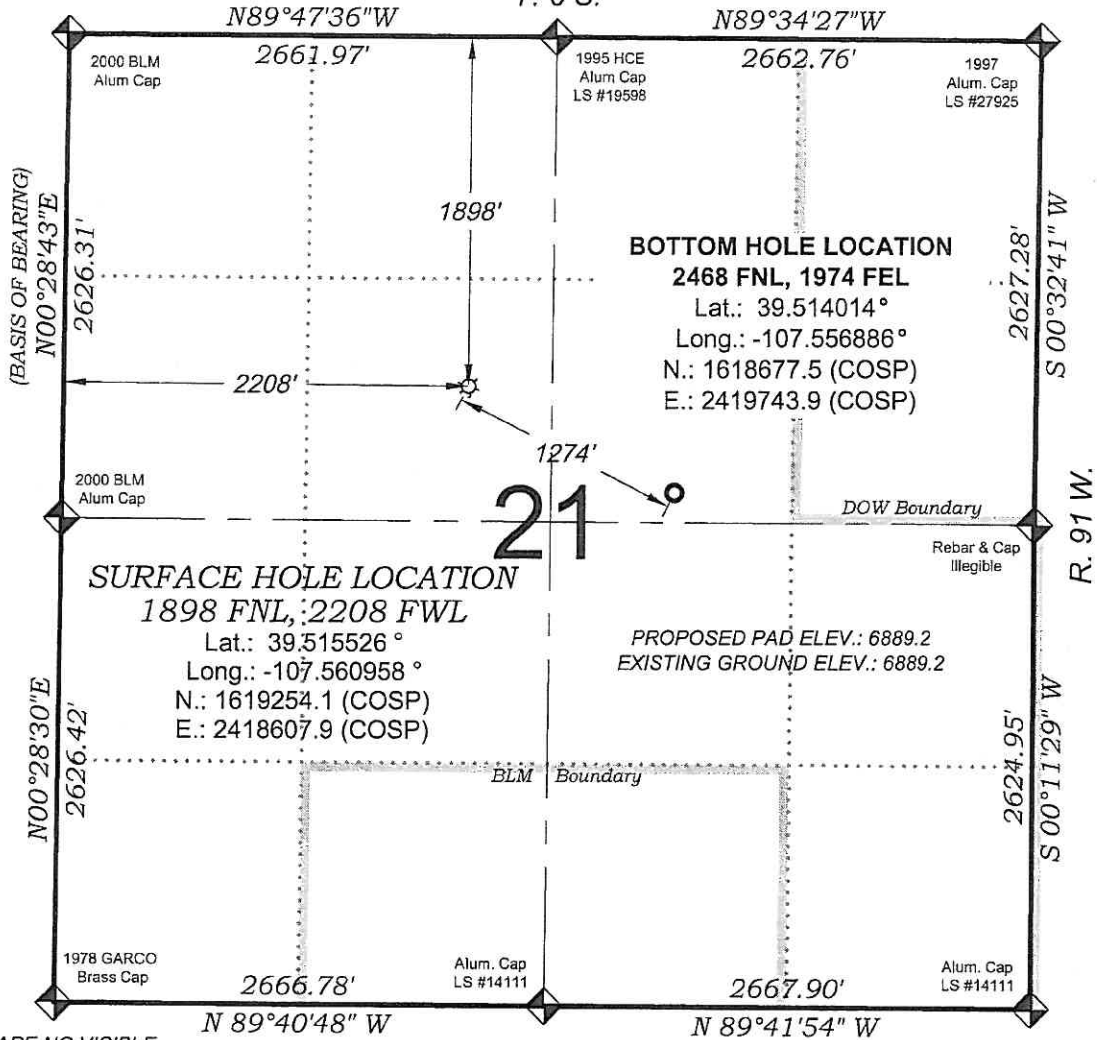 N89°47'36"W
N89°34'27"W
2661.97'
2662.76'
2000 BLM
Alum Cap
1995 HCE
Alum Cap
LS #19598
1997
Alum. Cap
LS #27925
(BASIS OF BEARING)
N00°28'43"E
2626.31'
1898'
BOTTOM HOLE LOCATION
2468 FNL, 1974 FEL
Lat.: 39.514014°
Long.: -107.556886°
N.: 1618677.5 (COSP)
E.: 2419743.9 (COSP)
2627.28'
S 00°32'41" W
2208'
1274'
2000 BLM
Alum Cap
21
DOW Boundary
Rebar & Cap
Illegible
R. 91 W.
SURFACE HOLE LOCATION
1898 FNL, 2208 FWL
Lat.: 39.515526 °
Long.: -107.560958 °
N.: 1619254.1 (COSP)
E.: 2418607.9 (COSP)
PROPOSED PAD ELEV.: 6889.2
EXISTING GROUND ELEV.: 6889.2
N00°28'30"E
2626.42'
BLM Boundary
2624.95'
S 00°11'29" W
1978 GARCO
Brass Cap
Alum. Cap
LS #14111
Alum. Cap
LS #14111
2666.78'
2667.90'
N 89°40'48" W
N 89°41'54" W